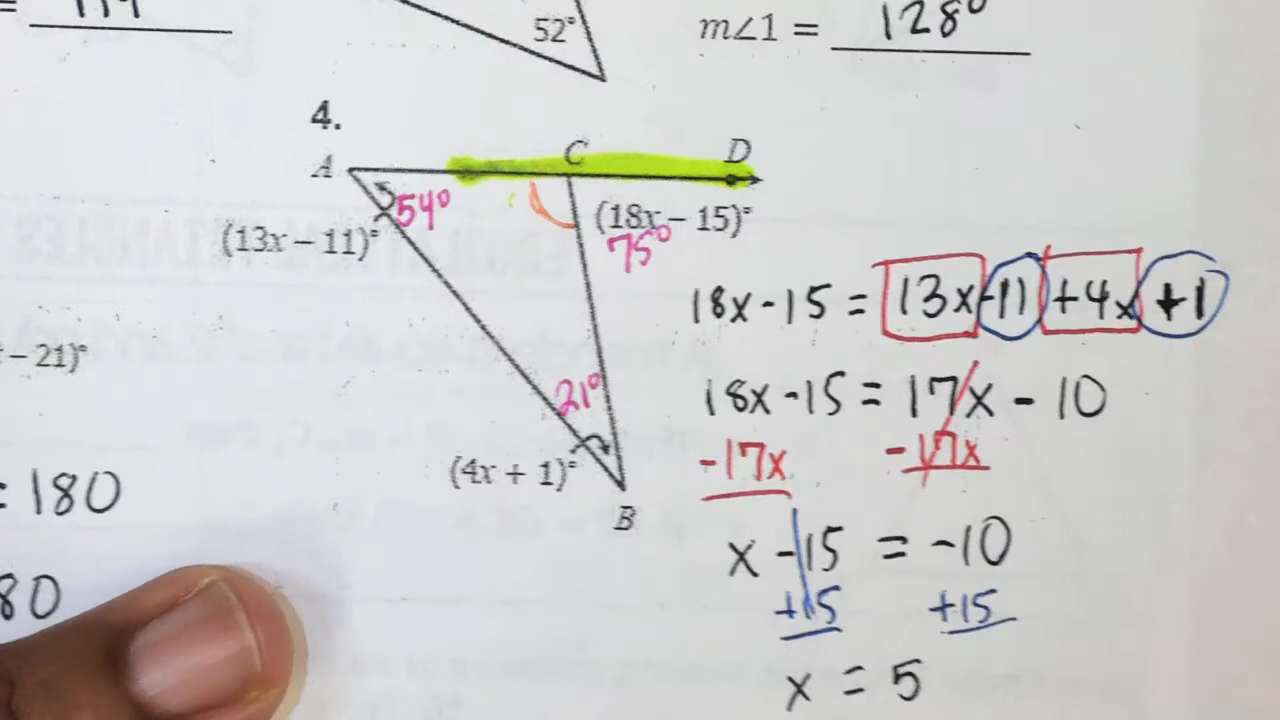 =
52°
m∠1 = 128°
4.
A
C
D
54°
(13x – 11)°
(18x – 15)°
75°
21°
(4x + 1)°
B
– 21)°
= 180
80
18x - 15 = 13x - 11 + 4x + 1
18x - 15 = 17x - 10
-17x -17x
x - 15 = -10
+15 +15
x = 5